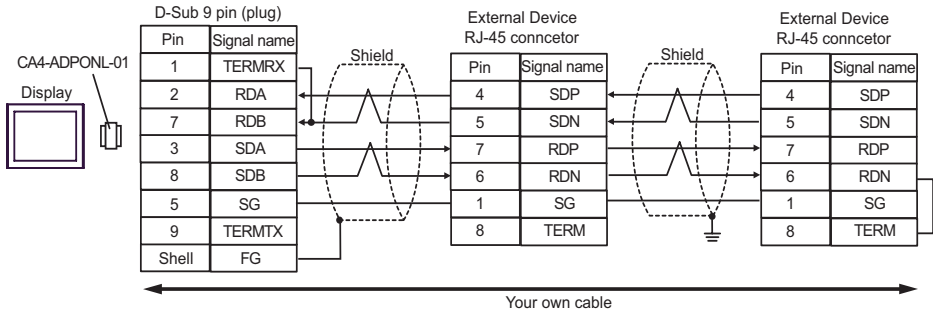 D-Sub 9 pin (plug)
External Device
RJ-45 conncetor
External Device
RJ-45 conncetor
CA4-ADPONL-01
Display
Pin Signal name
1 TERMRX
2 RDA
7 RDB
3 SDA
8 SDB
5 SG
9 TERMTX
Shell FG
Shield
Pin Signal name
4 SDP
5 SDN
7 RDP
6 RDN
1 SG
8 TERM
Shield
Pin Signal name
4 SDP
5 SDN
7 RDP
6 RDN
1 SG
8 TERM
Your own cable